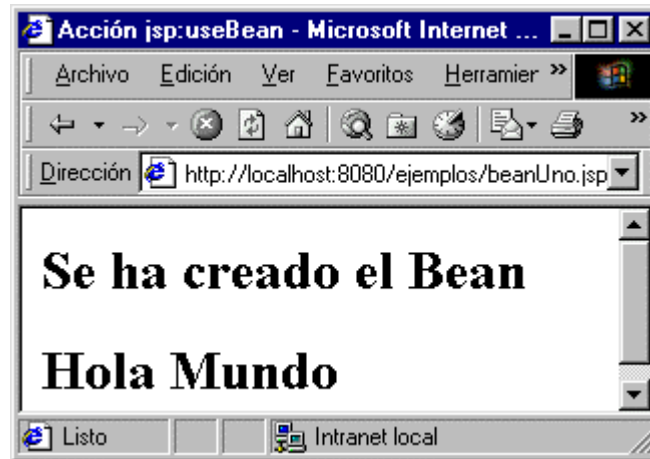 Acción jsp:useBean - Microsoft Internet ...
Archivo Edición Ver Favoritos Herramier »
»
Dirección http://localhost:8080/ejemplos/beanUno.jsp
Se ha creado el Bean
Hola Mundo
Listo Intranet local